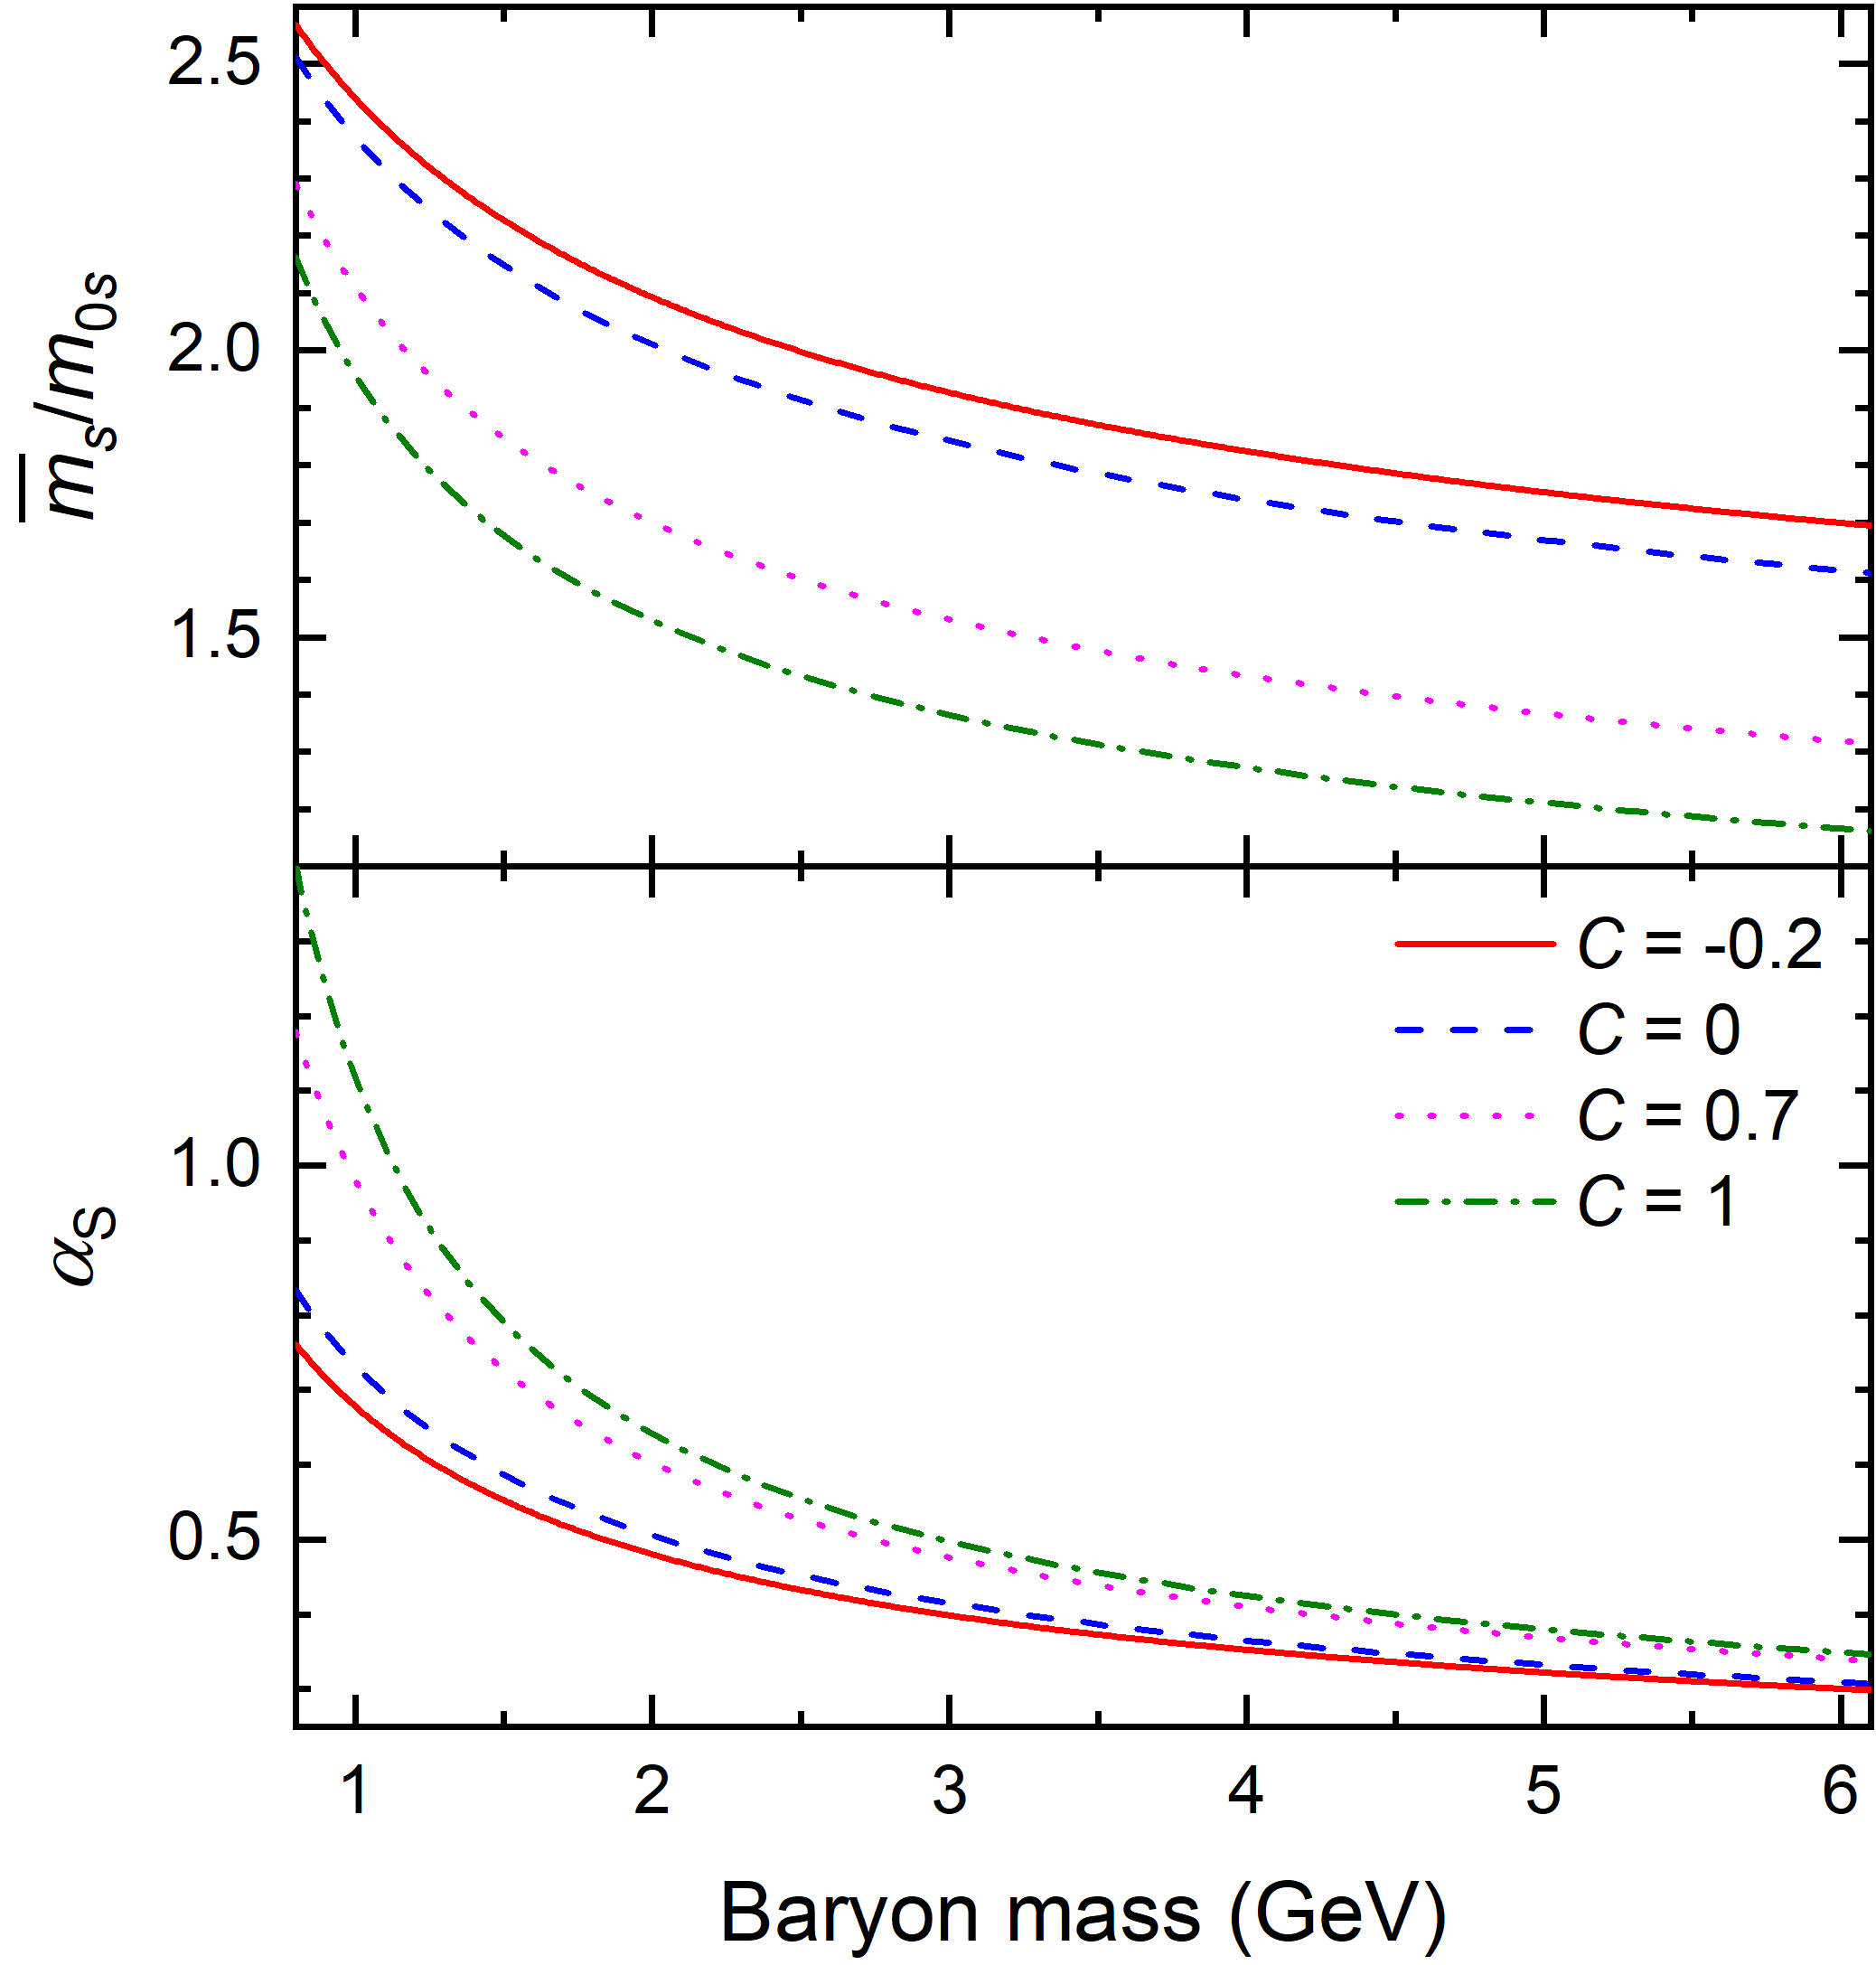 2.5
2.0
1.5
m̅s/m0s
1.0
0.5
αS
C = -0.2
C = 0
C = 0.7
C = 1
1 2 3 4 5 6
Baryon mass (GeV)